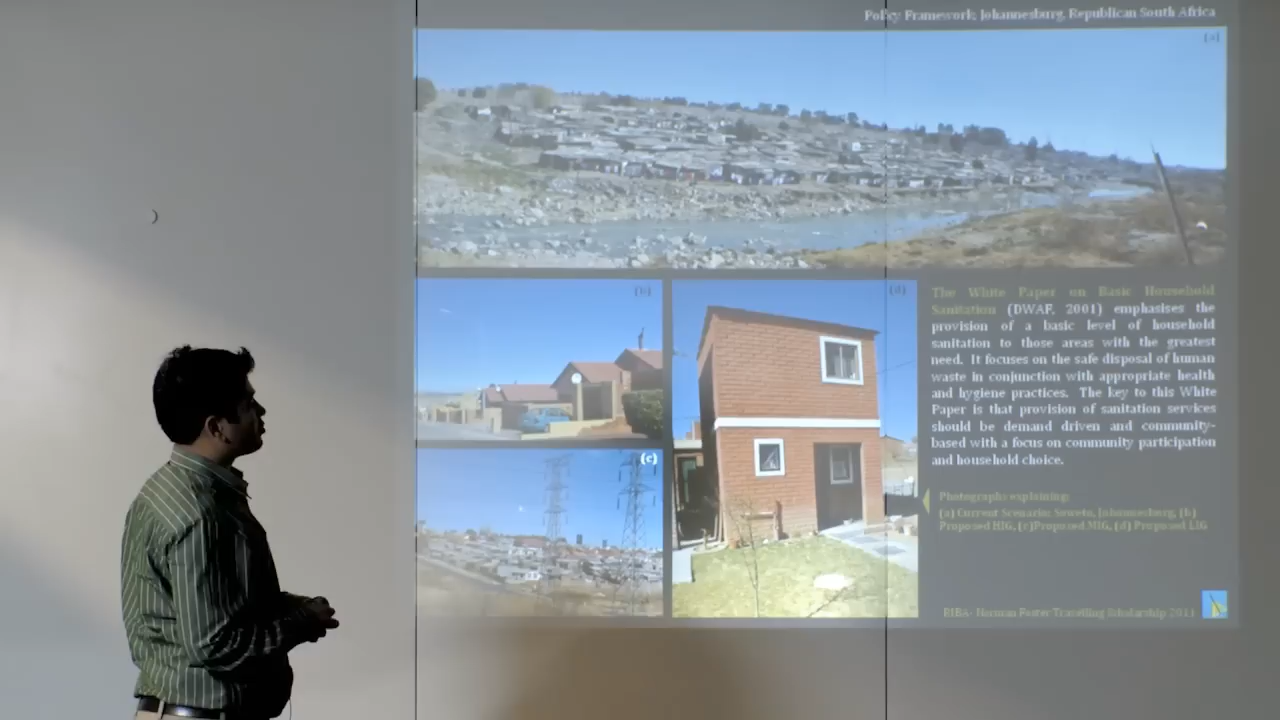 Policy Framework: Johannesburg, Republican South Africa
(a)
(b)
(d)
(c)
The White Paper on Basic Household
Sanitation (DWAF, 2001) emphasises the
provision of a basic level of household
sanitation to those areas with the greatest
need. It focuses on the safe disposal of human
waste in conjunction with appropriate health
and hygiene practices. The key to this White
Paper is that provision of sanitation services
should be demand driven and community-
based with a focus on community participation
and household choice.
Photographs explaining:
(a) Current Scenario: Soweto, Johannesburg, (b)
Proposed HIG, (c)Proposed MIG, (d) Proposed LIG
RIBA- Norman Foster Travelling Scholarship 2011